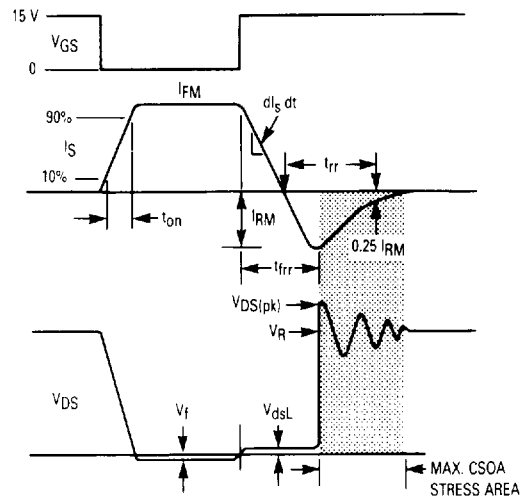 15 V
VGS
0
IFM
90%
dIS dt
IS
trr
10%
ton
IRM
0.25 IRM
tfrr
VDS(pk)
VR
VDS
Vf
VdsL
MAX. CSOA
STRESS AREA